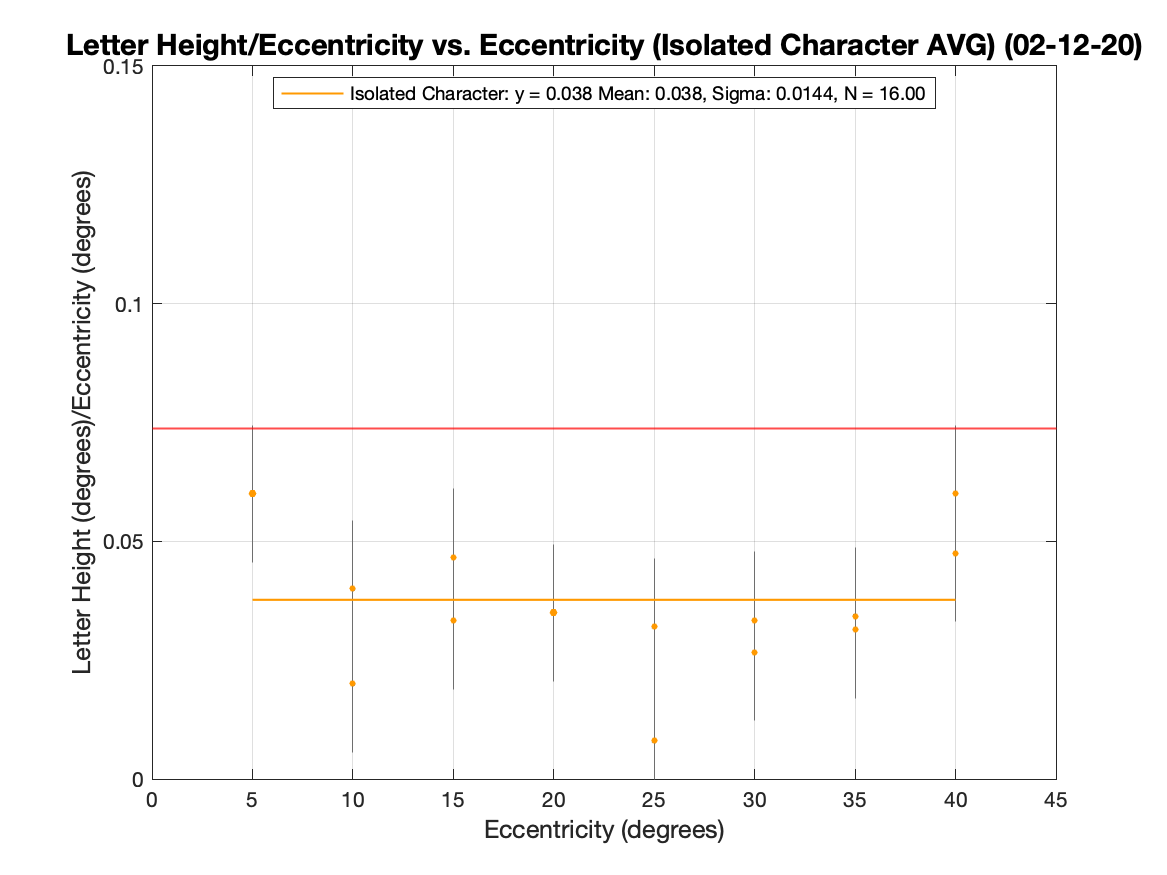 Letter Height/Eccentricity vs. Eccentricity (Isolated Character AVG) (02-12-20)
Isolated Character: y = 0.038 Mean: 0.038, Sigma: 0.0144, N = 16.00
Letter Height (degrees)/Eccentricity (degrees)
0.15
0.1
0.05
0
0 5 10 15 20 25 30 35 40 45
Eccentricity (degrees)